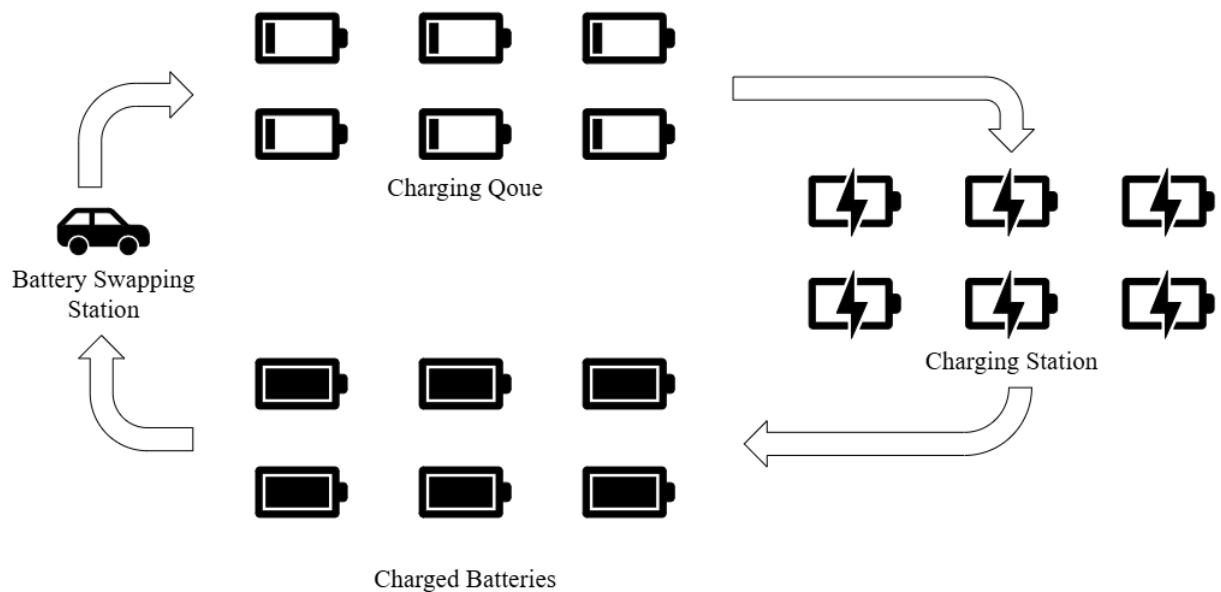 Charging Qoue
Battery Swapping
Station
Charging Station
Charged Batteries